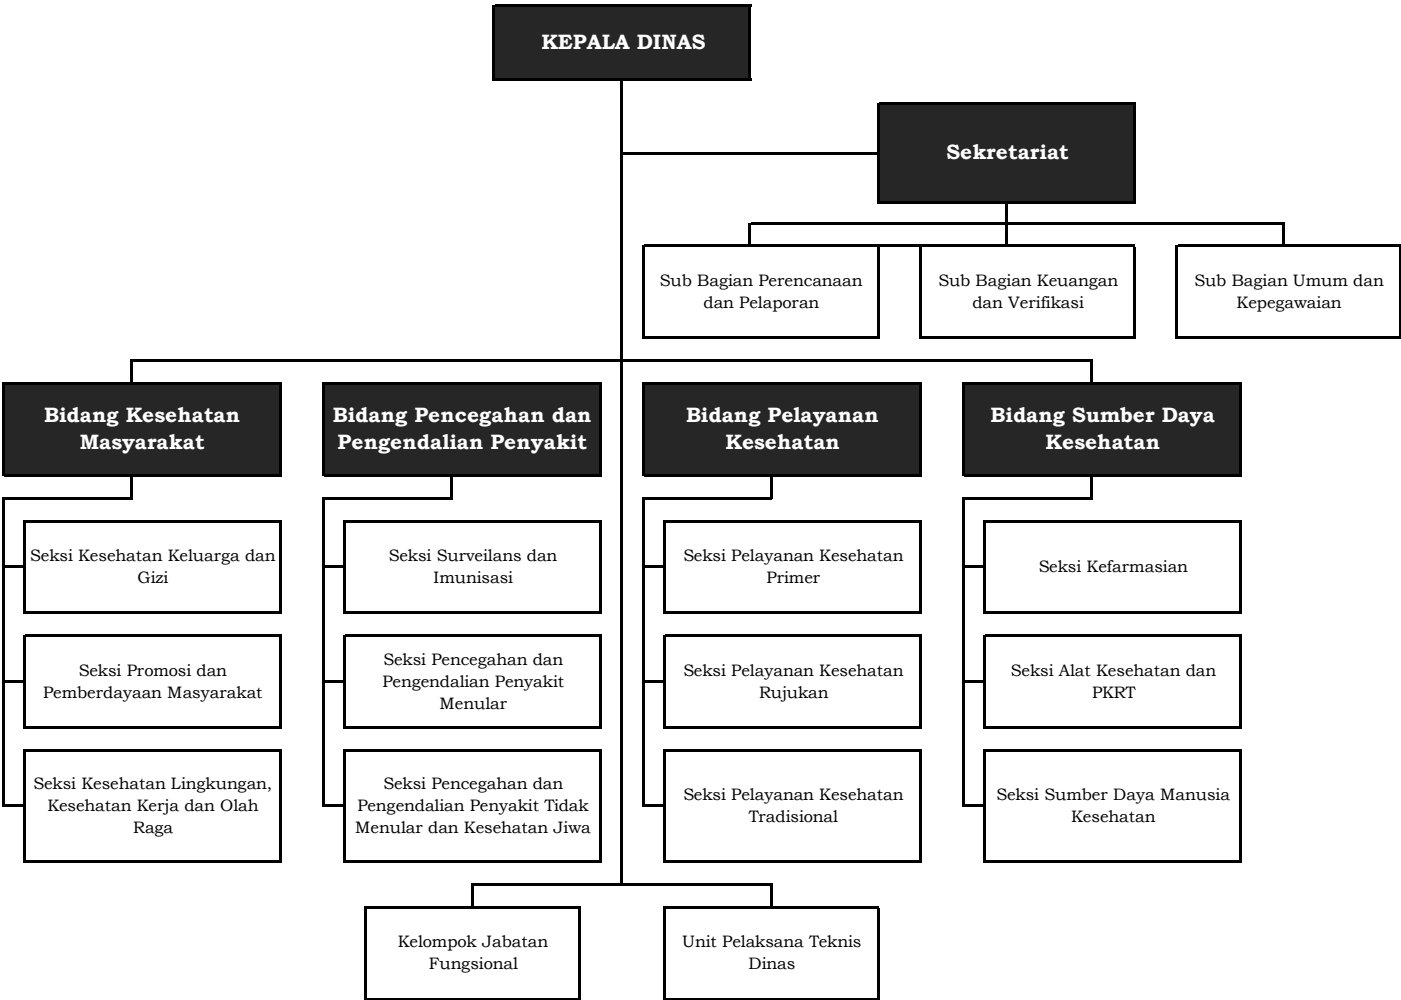 KEPALA DINAS
Sekretariat
Sub Bagian Perencanaan
dan Pelaporan
Sub Bagian Keuangan
dan Verifikasi
Sub Bagian Umum dan
Kepegawaian
Bidang Kesehatan
Masyarakat
Bidang Pencegahan dan
Pengendalian Penyakit
Bidang Pelayanan
Kesehatan
Bidang Sumber Daya
Kesehatan
Seksi Kesehatan Keluarga dan
Gizi
Seksi Surveilans dan
Imunisasi
Seksi Pelayanan Kesehatan
Primer
Seksi Kefarmasian
Seksi Promosi dan
Pemberdayaan Masyarakat
Seksi Pencegahan dan
Pengendalian Penyakit
Menular
Seksi Pelayanan Kesehatan
Rujukan
Seksi Alat Kesehatan dan
PKRT
Seksi Kesehatan Lingkungan,
Kesehatan Kerja dan Olah
Raga
Seksi Pencegahan dan
Pengendalian Penyakit Tidak
Menular dan Kesehatan Jiwa
Seksi Pelayanan Kesehatan
Tradisional
Seksi Sumber Daya Manusia
Kesehatan
Kelompok Jabatan
Fungsional
Unit Pelaksana Teknis
Dinas